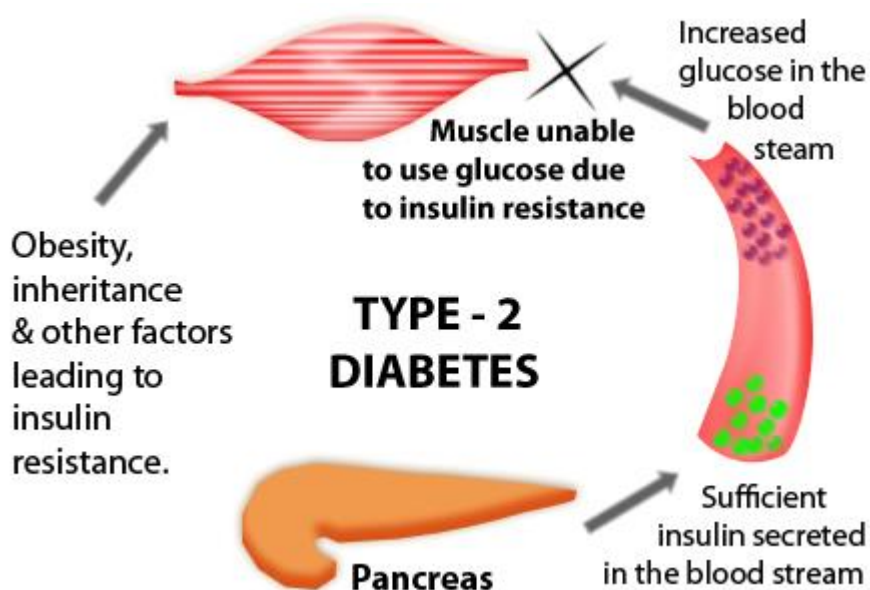 Increased
glucose in the
blood
steam
Muscle unable
to use glucose due
to insulin resistance
Obesity,
inheritance
& other factors
leading to
insulin
resistance.
TYPE - 2
DIABETES
Pancreas
Sufficient
insulin secreted
in the blood stream